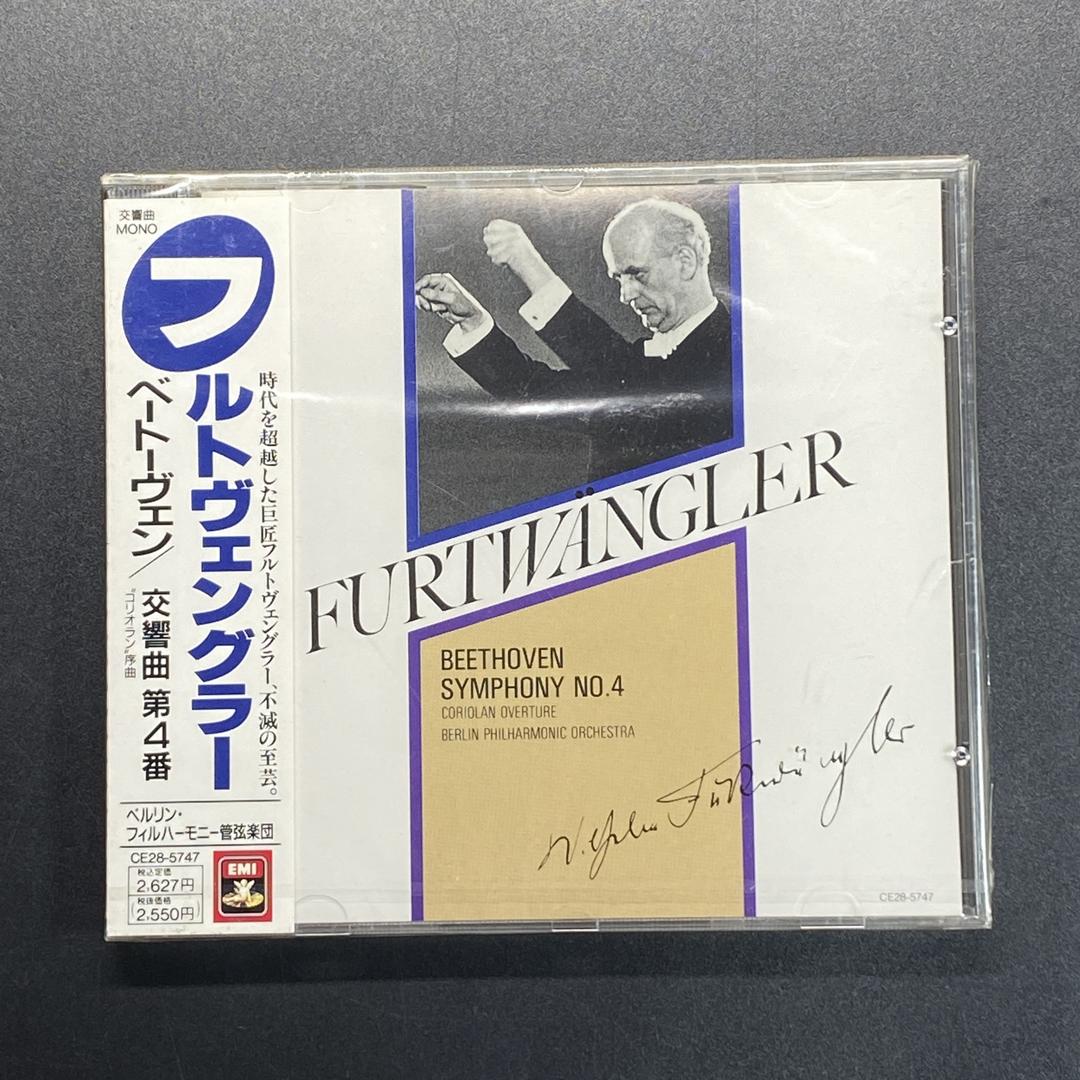 交響曲
MONO
フルトヴェングラー
時代を超越した巨匠フルトヴェングラー、不滅の至芸。
ベートーヴェン/交響曲 第4番
"コリオラン"序曲
ベルリン・
フィルハーモニー管弦楽団
CE28-5747
税込定価
2,627円
税抜価格
(2,550円)
EMI
FURTWÄNGLER
BEETHOVEN
SYMPHONY NO.4
CORIOLAN OVERTURE
BERLIN PHILHARMONIC ORCHESTRA
Wilhelm Furtwängler
CE28-5747